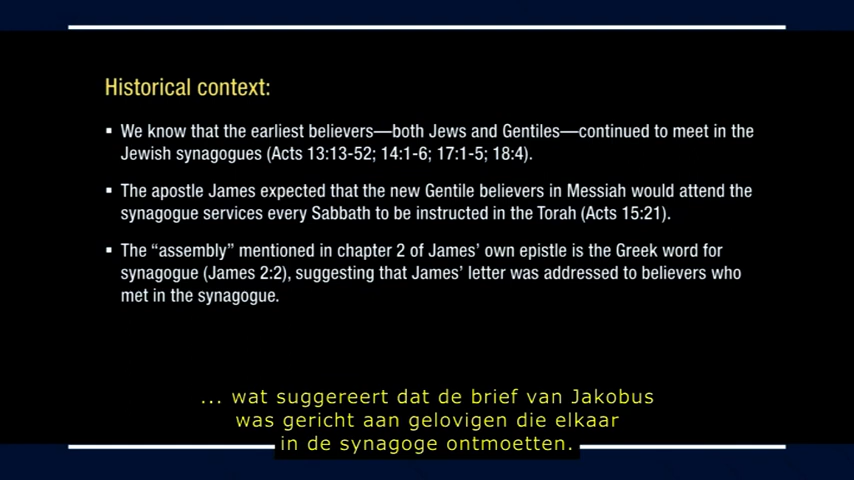 Historical context:
▪ We know that the earliest believers—both Jews and Gentiles—continued to meet in the
Jewish synagogues (Acts 13:13-52; 14:1-6; 17:1-5; 18:4).
▪ The apostle James expected that the new Gentile believers in Messiah would attend the
synagogue services every Sabbath to be instructed in the Torah (Acts 15:21).
▪ The “assembly” mentioned in chapter 2 of James’ own epistle is the Greek word for
synagogue (James 2:2), suggesting that James’ letter was addressed to believers who
met in the synagogue.
... wat suggereert dat de brief van Jakobus
was gericht aan gelovigen die elkaar
in de synagoge ontmoetten.